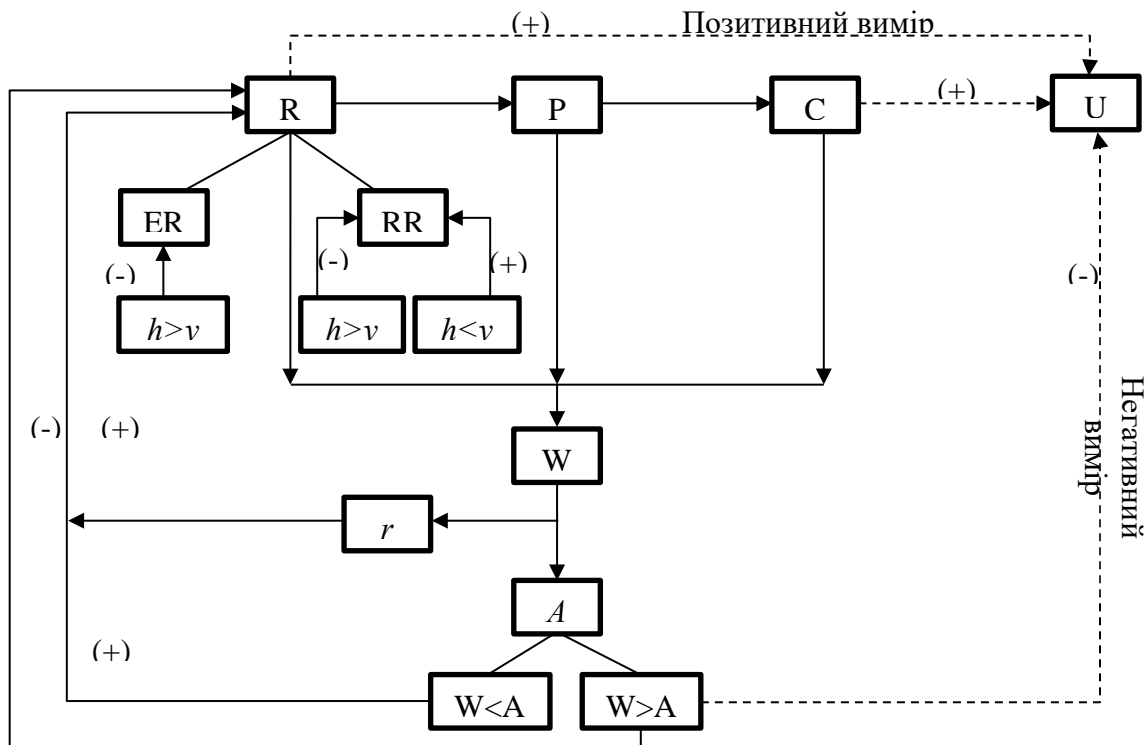 (+) Позитивний вимір
R
P
C
(+)
U
ER
RR
(-)
(-)
(+)
(-)
h>v
h>v
h<v
Негативний
вимір
(-)
(+)
W
r
A
(+)
W<A
W>A